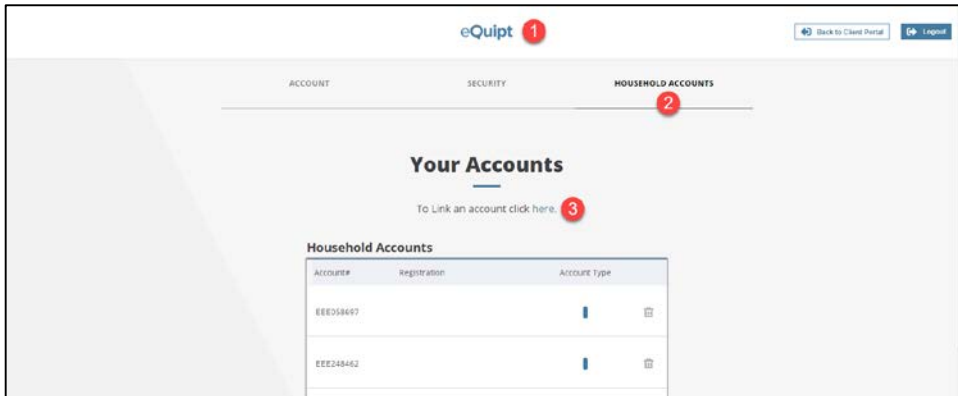 eQuipt 1
Back to Client Portal
Logout
ACCOUNT SECURITY HOUSEHOLD ACCOUNTS
2
Your Accounts
To Link an account click here. 3
Household Accounts
Account# Registration Account Type
EEE058697
EEE248462